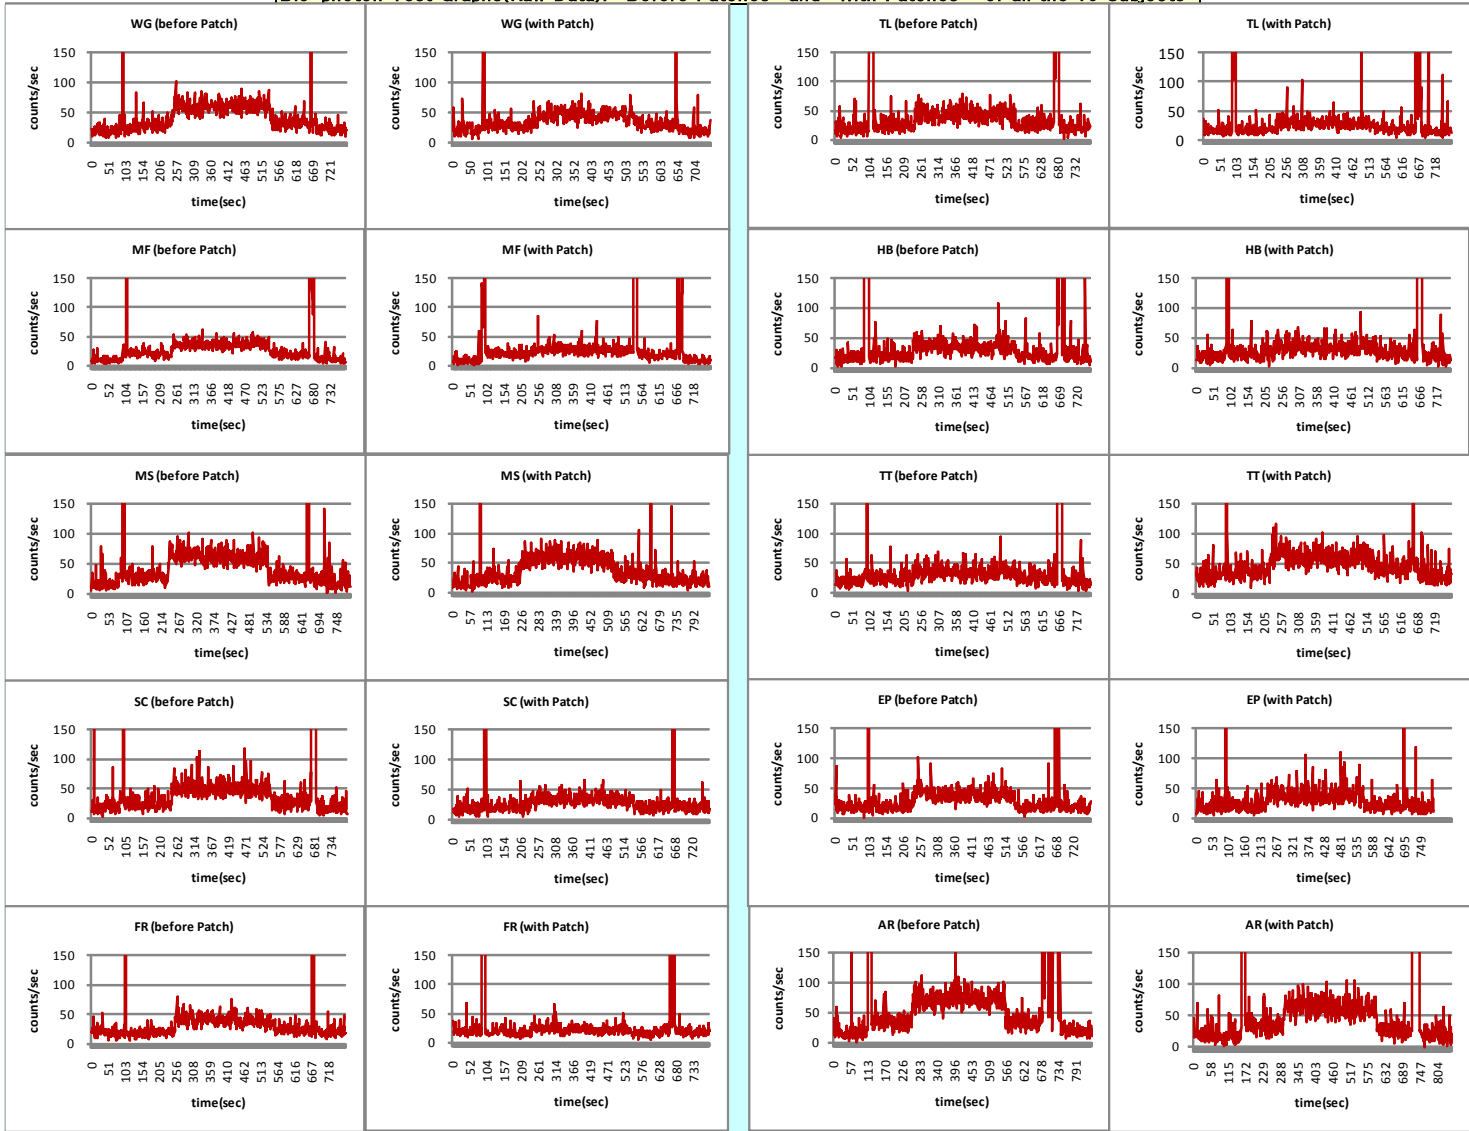 Bio-photon Test Graphs(Raw Data): "Before Patches" and "With Patches" of all the 10 Subjects
WG (before Patch)
counts/sec
150
100
50
0
0 51 103 154 206 257 309 360 412 463 515 566 618 669 721
time(sec)
WG (with Patch)
counts/sec
150
100
50
0
0 50 101 151 202 252 302 352 403 453 503 553 603 654 704
time(sec)
TL (before Patch)
counts/sec
150
100
50
0
0 52 104 157 209 261 314 366 418 471 523 575 628 680 732
time(sec)
TL (with Patch)
counts/sec
150
100
50
0
0 51 103 154 205 256 308 359 410 462 513 564 616 667 718
time(sec)
MF (before Patch)
counts/sec
150
100
50
0
0 52 104 157 209 261 313 366 418 470 523 575 627 680 732
time(sec)
MF (with Patch)
counts/sec
150
100
50
0
0 51 102 154 205 256 308 359 410 461 513 564 615 666 718
time(sec)
HB (before Patch)
counts/sec
150
100
50
0
0 51 104 155 207 258 310 361 413 464 515 567 618 669 720
time(sec)
HB (with Patch)
counts/sec
150
100
50
0
0 51 102 154 205 256 307 358 410 461 512 563 615 666 717
time(sec)
MS (before Patch)
counts/sec
150
100
50
0
0 53 107 160 214 267 320 374 427 481 534 588 641 694 748
time(sec)
MS (with Patch)
counts/sec
150
100
50
0
0 57 113 169 226 283 339 396 452 509 565 622 679 735 792
time(sec)
TT (before Patch)
counts/sec
150
100
50
0
0 51 102 154 205 256 307 358 410 461 512 563 615 666 717
time(sec)
TT (with Patch)
counts/sec
150
100
50
0
0 51 103 154 205 257 308 359 411 462 514 565 616 668 719
time(sec)
SC (before Patch)
counts/sec
150
100
50
0
0 52 105 157 210 262 314 367 419 471 524 577 629 681 734
time(sec)
SC (with Patch)
counts/sec
150
100
50
0
0 51 103 154 206 257 308 360 411 463 514 566 617 668 720
time(sec)
EP (before Patch)
counts/sec
150
100
50
0
0 51 103 154 206 257 308 360 411 463 514 566 617 668 720
time(sec)
EP (with Patch)
counts/sec
150
100
50
0
0 53 107 160 213 267 321 374 428 481 535 588 642 695 749
time(sec)
FR (before Patch)
counts/sec
150
100
50
0
0 51 103 154 205 256 308 359 410 462 513 564 616 667 718
time(sec)
FR (with Patch)
counts/sec
150
100
50
0
0 52 104 157 209 261 314 366 419 471 523 576 628 680 733
time(sec)
AR (before Patch)
counts/sec
150
100
50
0
0 57 113 170 226 283 340 396 453 509 566 622 678 734 791
time(sec)
AR (with Patch)
counts/sec
150
100
50
0
0 58 115 172 229 288 345 403 460 517 575 632 689 747 804
time(sec)